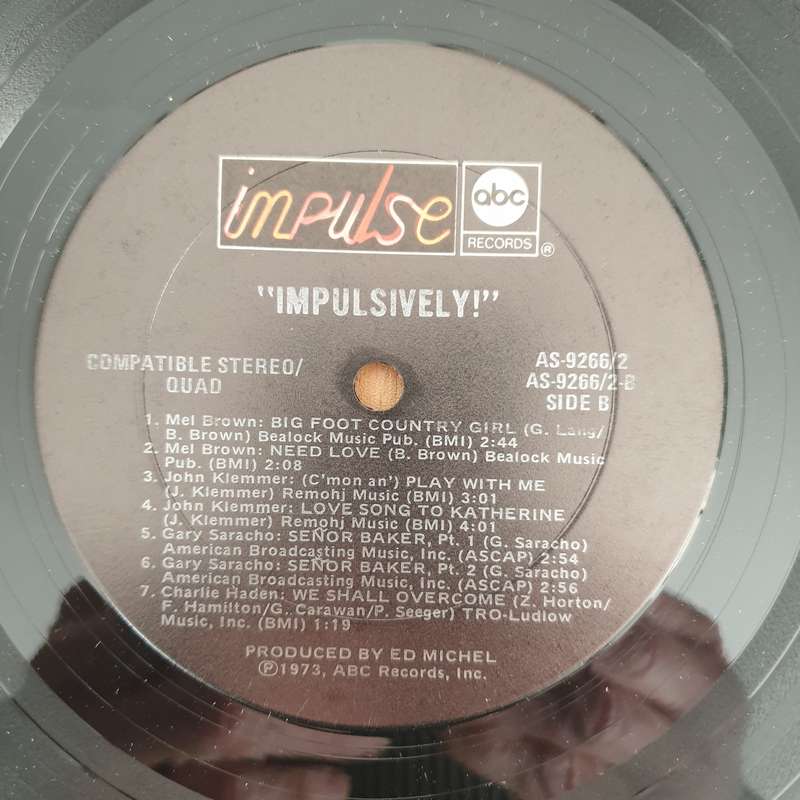 impulse
abc
RECORDS ®
"IMPULSIVELY!"
COMPATIBLE STEREO/
QUAD
AS-9266/2
AS-9266/2-B
SIDE B
1. Mel Brown: BIG FOOT COUNTRY GIRL (G. Lang/
B. Brown) Bealock Music Pub. (BMI) 2:44
2. Mel Brown: NEED LOVE (B. Brown) Bealock Music
Pub. (BMI) 2:08
3. John Klemmer: (C'mon an') PLAY WITH ME
(J. Klemmer) Remohj Music (BMI) 3:01
4. John Klemmer: LOVE SONG TO KATHERINE
(J. Klemmer) Remohj Music (BMI) 4:01
5. Gary Saracho: SEÑOR BAKER, Pt. 1 (G. Saracho)
American Broadcasting Music, Inc. (ASCAP) 2:54
6. Gary Saracho: SEÑOR BAKER, Pt. 2 (G. Saracho)
American Broadcasting Music, Inc. (ASCAP) 2:56
7. Charlie Haden: WE SHALL OVERCOME (Z. Horton/
F. Hamilton/G. Carawan/P. Seeger) TRO-Ludlow
Music, Inc. (BMI) 1:19
PRODUCED BY ED MICHEL
℗1973, ABC Records, Inc.